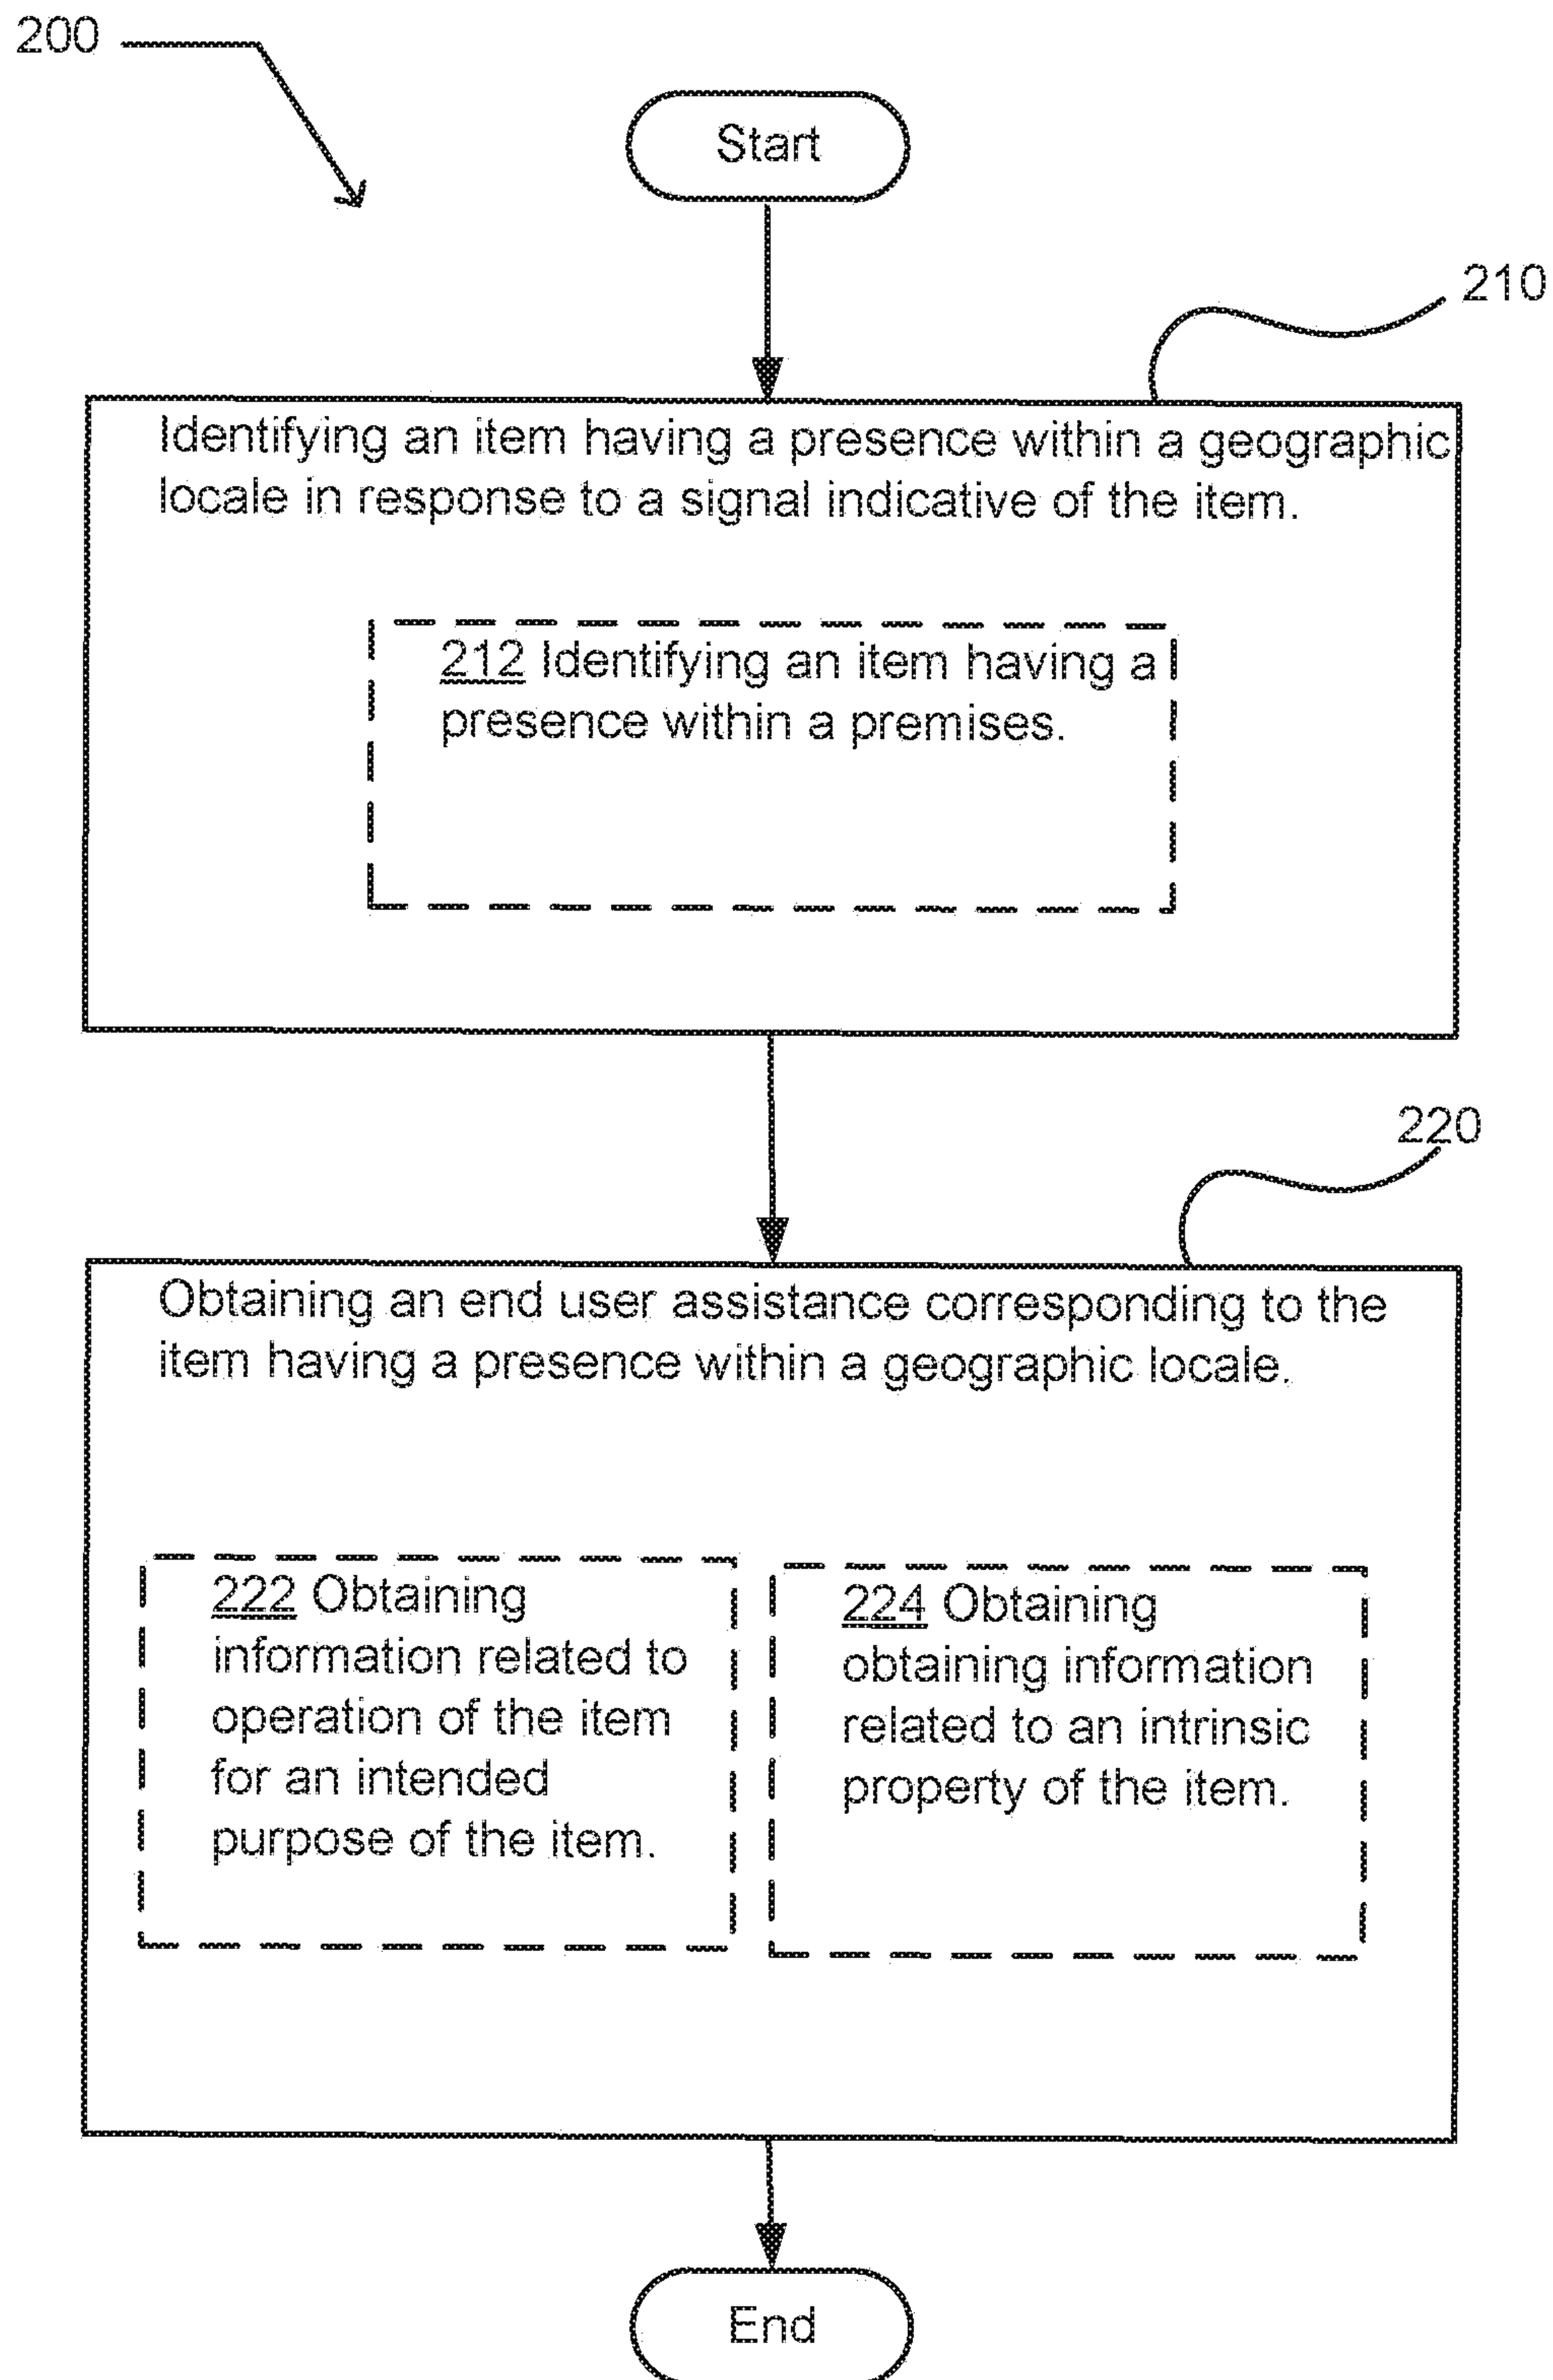 200
Start
210
Identifying an item having a presence within a geographic
locale in response to a signal indicative of the item.
212 Identifying an item having a
presence within a premises.
220
Obtaining an end user assistance corresponding to the
item having a presence within a geographic locale.
222 Obtaining
information related to
operation of the item
for an intended
purpose of the item.
224 Obtaining
obtaining information
related to an intrinsic
property of the item.
End